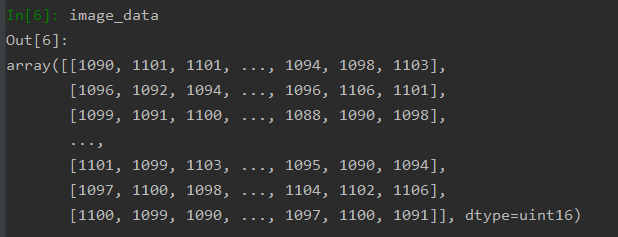 In[6]: image_data
Out[6]:
array([[1090, 1101, 1101, ..., 1094, 1098, 1103],
       [1096, 1092, 1094, ..., 1096, 1106, 1101],
       [1099, 1091, 1100, ..., 1088, 1090, 1098],
       ...,
       [1101, 1099, 1103, ..., 1095, 1090, 1094],
       [1097, 1100, 1098, ..., 1104, 1102, 1106],
       [1100, 1099, 1090, ..., 1097, 1100, 1091]], dtype=uint16)